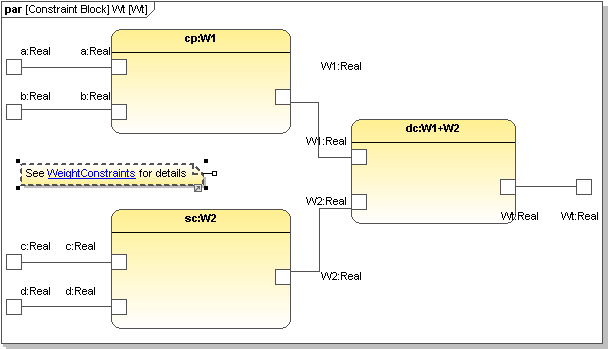 par [Constraint Block] Wt [Wt]
cp:W1
a:Real a:Real
W1:Real
b:Real b:Real
dc:W1+W2
W1:Real
See WeightConstraints for details
W2:Real
sc:W2
Wt:Real Wt:Real
c:Real c:Real
W2:Real
d:Real d:Real